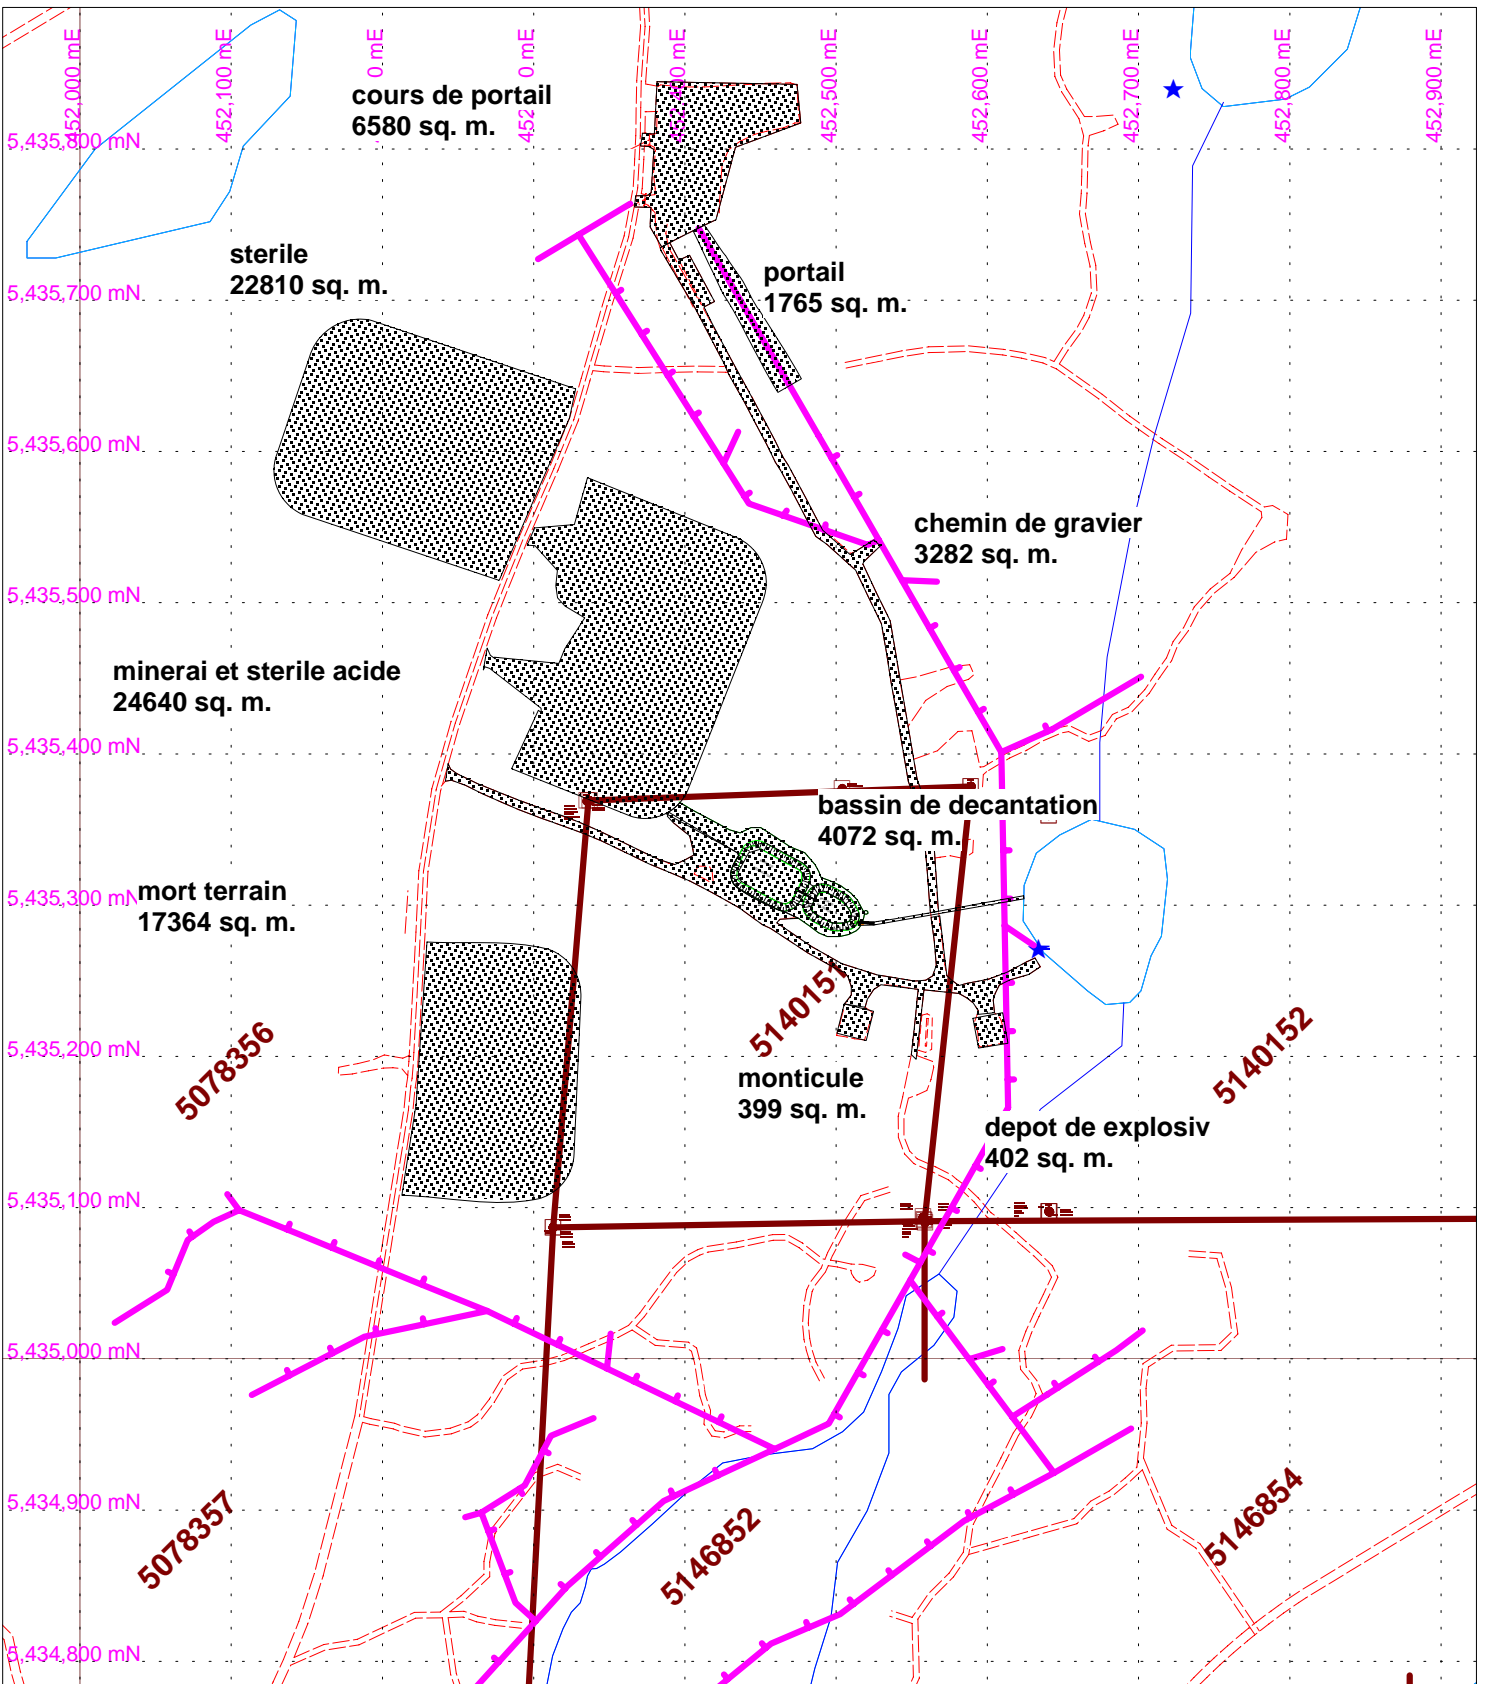 452,000 mE
452,100 mE
0 mE
0 mE
452,400 mE
452,500 mE
452,600 mE
452,700 mE
452,800 mE
452,900 mE
cours de portail
6580 sq. m.
5,435,800 mN
sterile
22810 sq. m.
portail
1765 sq. m.
5,435,700 mN
5,435,600 mN
chemin de gravier
3282 sq. m.
5,435,500 mN
minerai et sterile acide
24640 sq. m.
5,435,400 mN
bassin de decantation
4072 sq. m.
mort terrain
17364 sq. m.
5,435,300 mN
5140151
5078356
5140152
5,435,200 mN
monticule
399 sq. m.
depot de explosiv
402 sq. m.
5,435,100 mN
5,435,000 mN
5,434,900 mN
5078357
5146852
5146854
5,434,800 mN